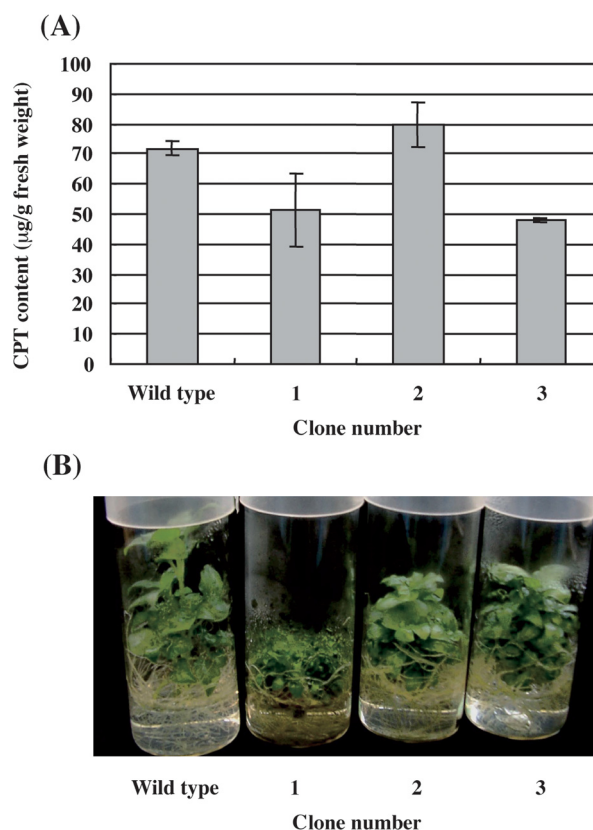 (A)
CPT content (µg/g fresh weight)
100
90
80
70
60
50
40
30
20
10
0
Wild type 1 2 3
Clone number
(B)
Wild type 1 2 3
Clone number